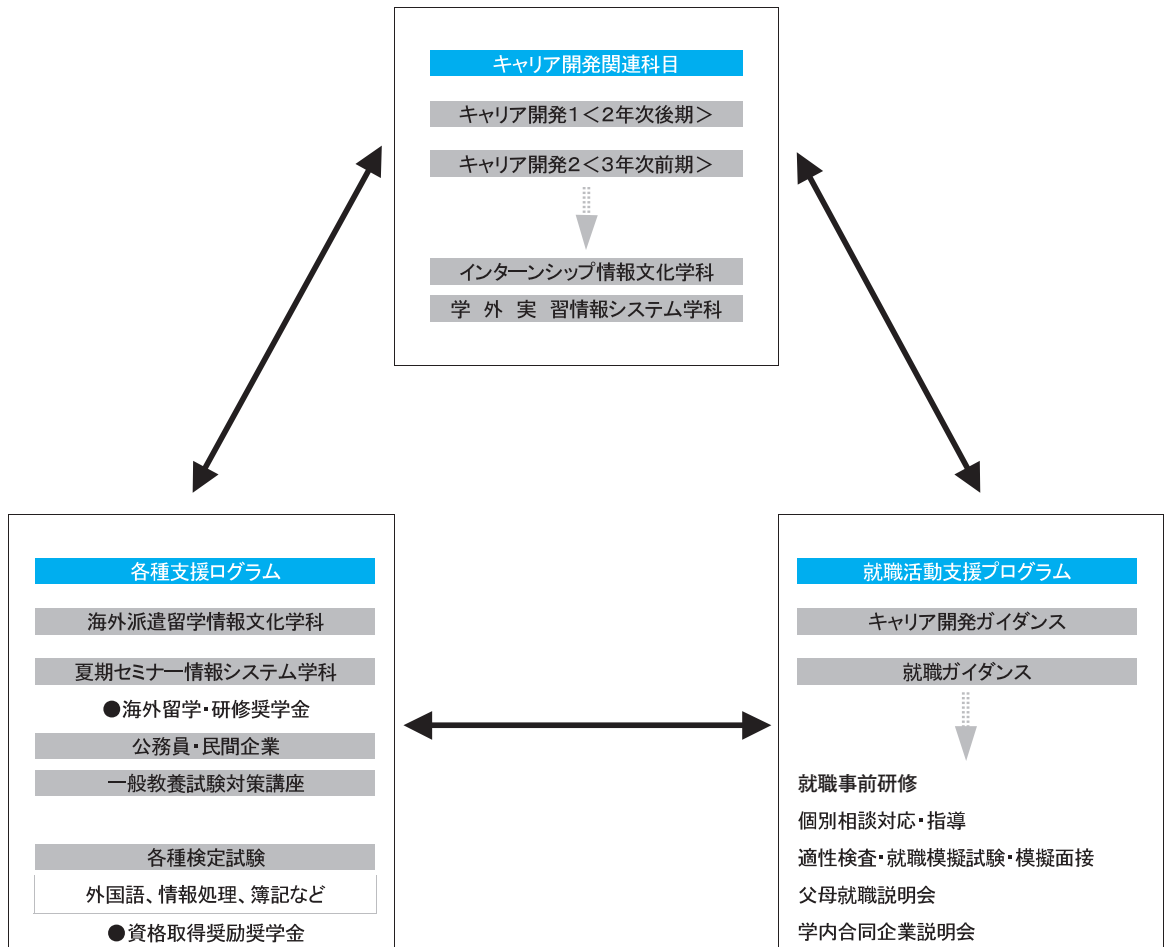 キャリア開発関連科目
キャリア開発1＜2年次後期＞
キャリア開発2＜3年次前期＞
インターンシップ情報文化学科
学 外 実 習情報システム学科
各種支援ログラム
海外派遣留学情報文化学科
夏期セミナー情報システム学科
●海外留学・研修奨学金
公務員・民間企業
一般教養試験対策講座
各種検定試験
外国語、情報処理、簿記など
●資格取得奨励奨学金
就職活動支援プログラム
キャリア開発ガイダンス
就職ガイダンス
就職事前研修
個別相談対応・指導
適性検査・就職模擬試験・模擬面接
父母就職説明会
学内合同企業説明会